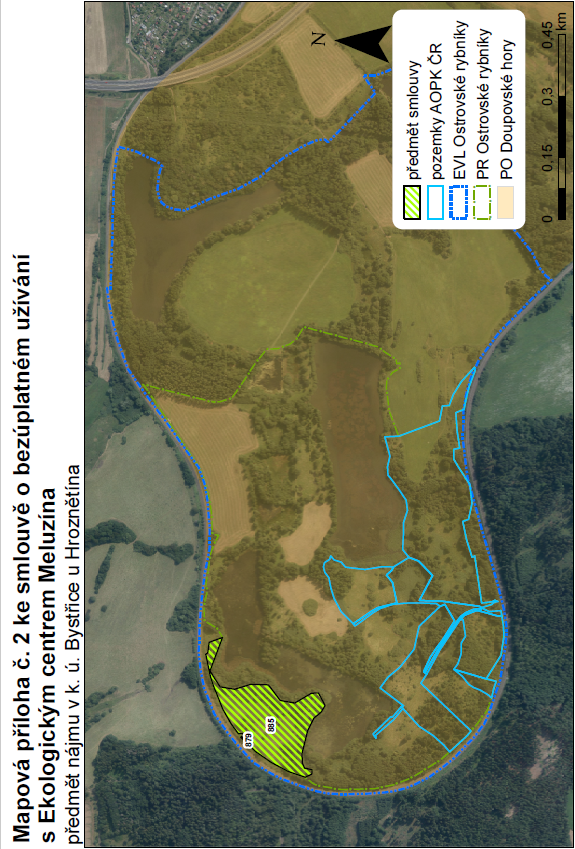 Mapová příloha č. 2 ke smlouvě o bezúplatném užívání
s Ekologickým centrem Meluzína
předmět nájmu v k. ú. Bystřice u Hroznětína
N
předmět smlouvy
pozemky AOPK ČR
EVL Ostrovské rybníky
PR Ostrovské rybníky
PO Doupovské hory
0 0,15 0,3 0,45 km
879
885